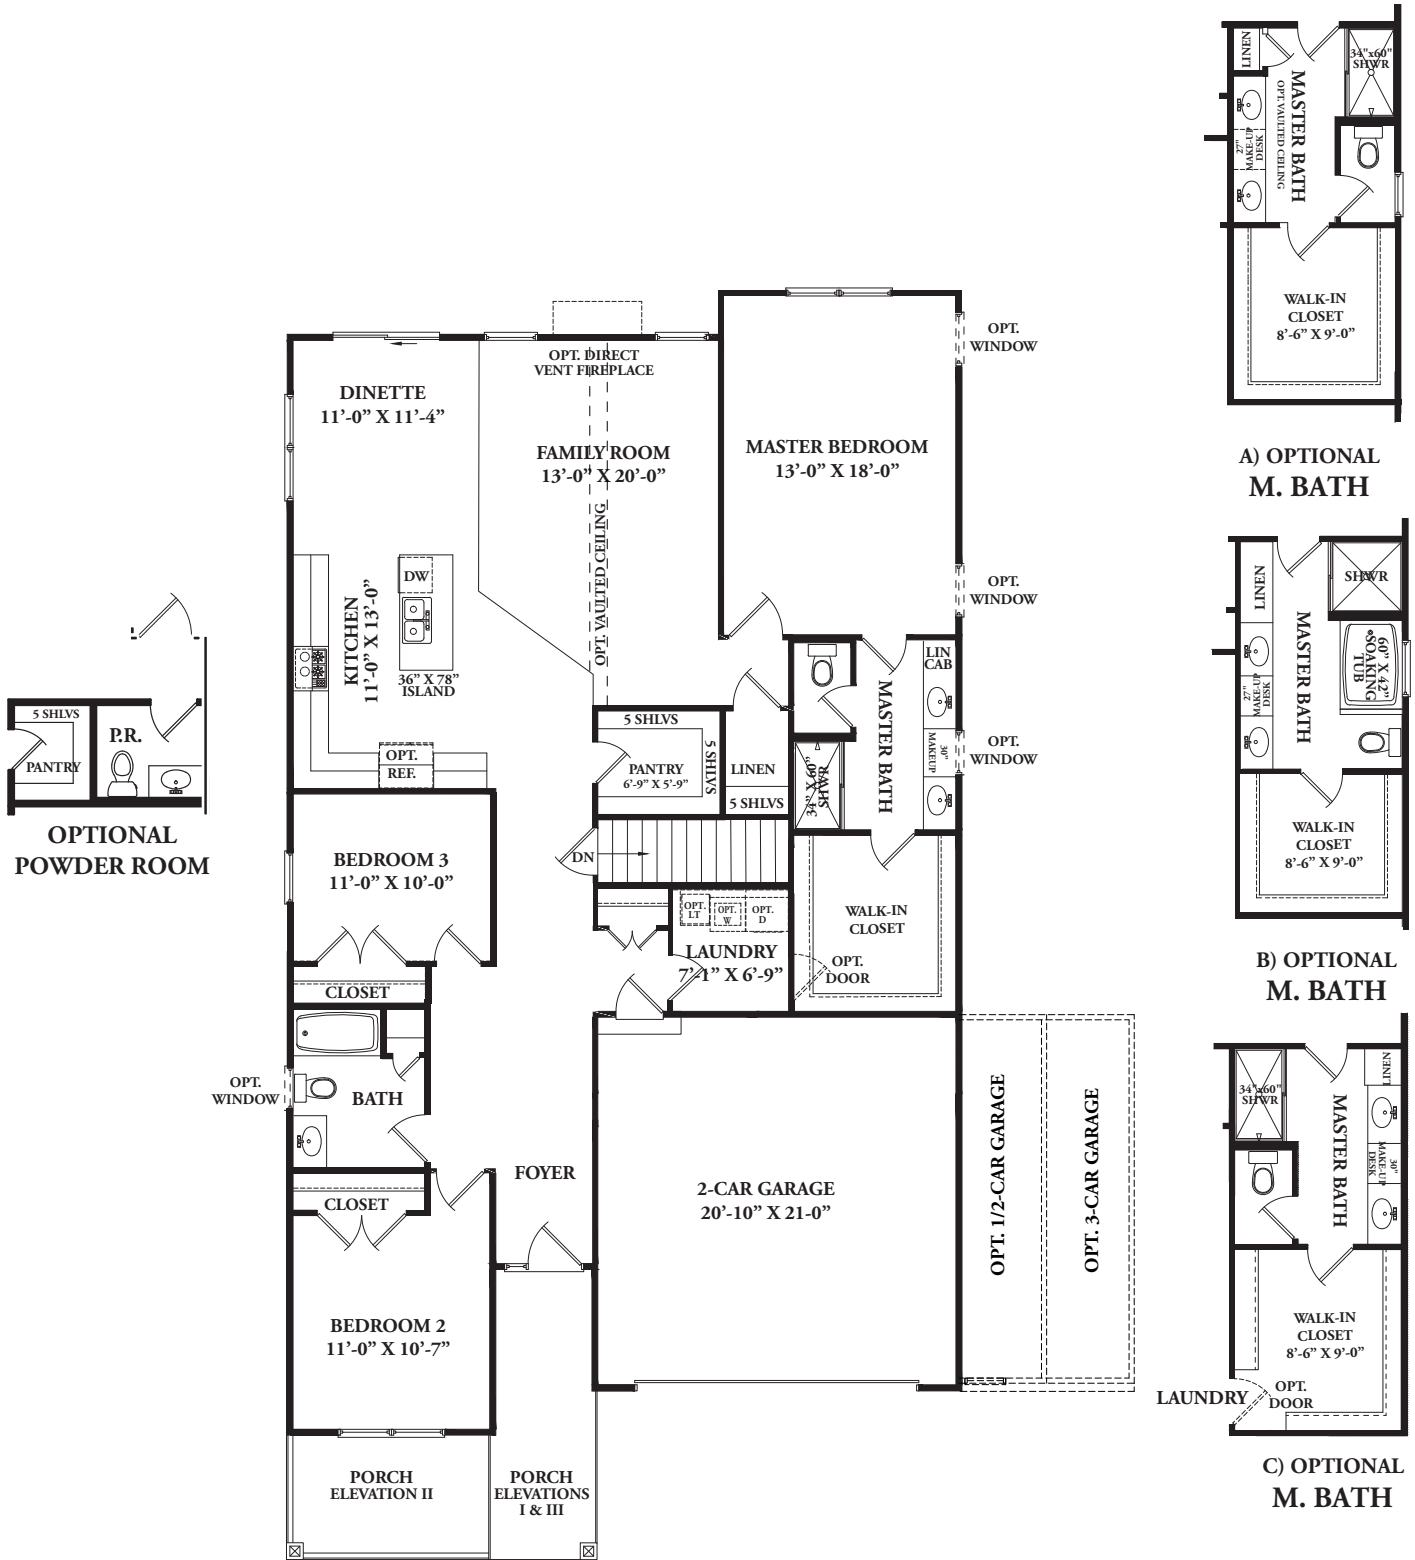 OPT. DIRECT
VENT FIREPLACE
DINETTE
11’-0” X 11’-4”
FAMILY ROOM
13’-0” X 20’-0”
OPT. VAULTED CEILING
MASTER BEDROOM
13’-0” X 18’-0”
OPT.
WINDOW
OPT.
WINDOW
OPT.
WINDOW
DW
KITCHEN
11’-0” X 13’-0”
36” X 78”
ISLAND
OPT.
REF.
5 SHLVS
5 SHLVS
PANTRY
6’-9” X 5’-9”
LINEN
5 SHLVS
LIN
CAB
MASTER BATH
30"
MAKEUP
34” X 60”
SHWR
DN
BEDROOM 3
11’-0” X 10’-0”
OPT.
LT
OPT.
W
OPT.
D
LAUNDRY
7’-1” X 6’-9”
WALK-IN
CLOSET
OPT.
DOOR
CLOSET
OPT.
WINDOW
BATH
FOYER
CLOSET
2-CAR GARAGE
20’-10” X 21-0”
OPT. 1/2-CAR GARAGE
OPT. 3-CAR GARAGE
BEDROOM 2
11’-0” X 10’-7”
PORCH
ELEVATION II
PORCH
ELEVATIONS
I & III
5 SHLVS
PANTRY
P.R.
OPTIONAL
POWDER ROOM
LINEN
34"x60"
SHWR
MASTER BATH
OPT. VAULTED CEILING
27"
MAKE-UP
DESK
WALK-IN
CLOSET
8’-6” X 9’-0”
A) OPTIONAL
M. BATH
LINEN
SHWR
MASTER BATH
60” X 42”
SOAKING
TUB
27"
MAKE-UP
DESK
WALK-IN
CLOSET
8’-6” X 9’-0”
B) OPTIONAL
M. BATH
34"x60"
SHWR
LINEN
MASTER BATH
30"
MAKE-UP
DESK
WALK-IN
CLOSET
8’-6” X 9’-0”
LAUNDRY
OPT.
DOOR
C) OPTIONAL
M. BATH